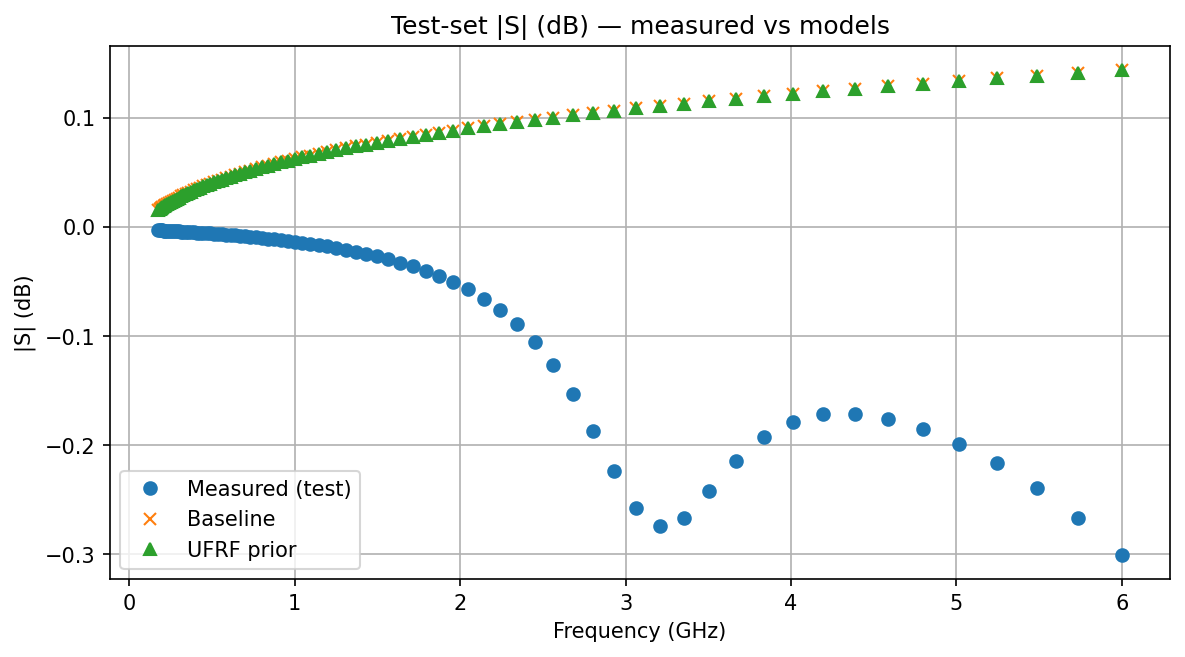 Test-set |S| (dB) — measured vs models
|S| (dB)
0.1
0.0
−0.1
−0.2
−0.3
Measured (test)
Baseline
UFRF prior
0 1 2 3 4 5 6
Frequency (GHz)